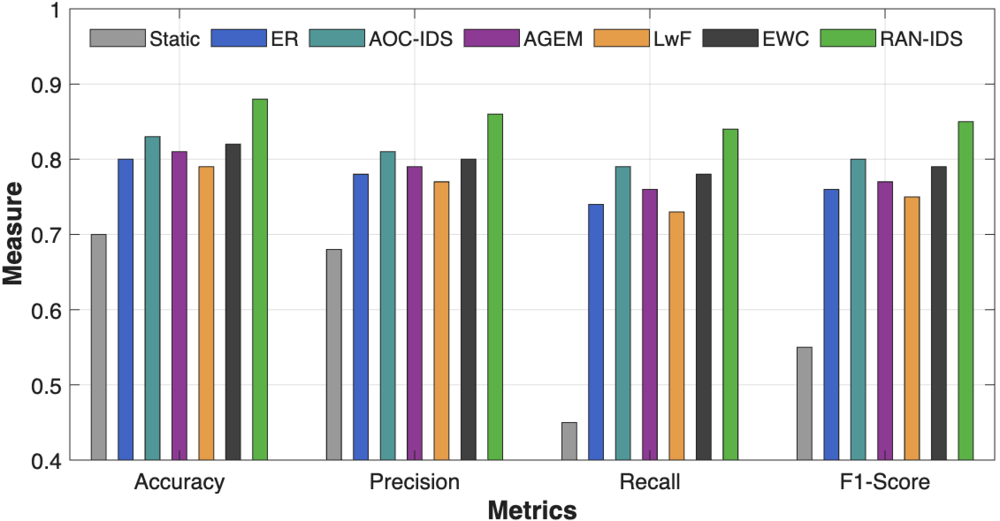 1
Static ER AOC-IDS AGEM LwF EWC RAN-IDS
0.9
0.8
0.7
0.6
0.5
0.4
Measure
Accuracy Precision Recall F1-Score
Metrics